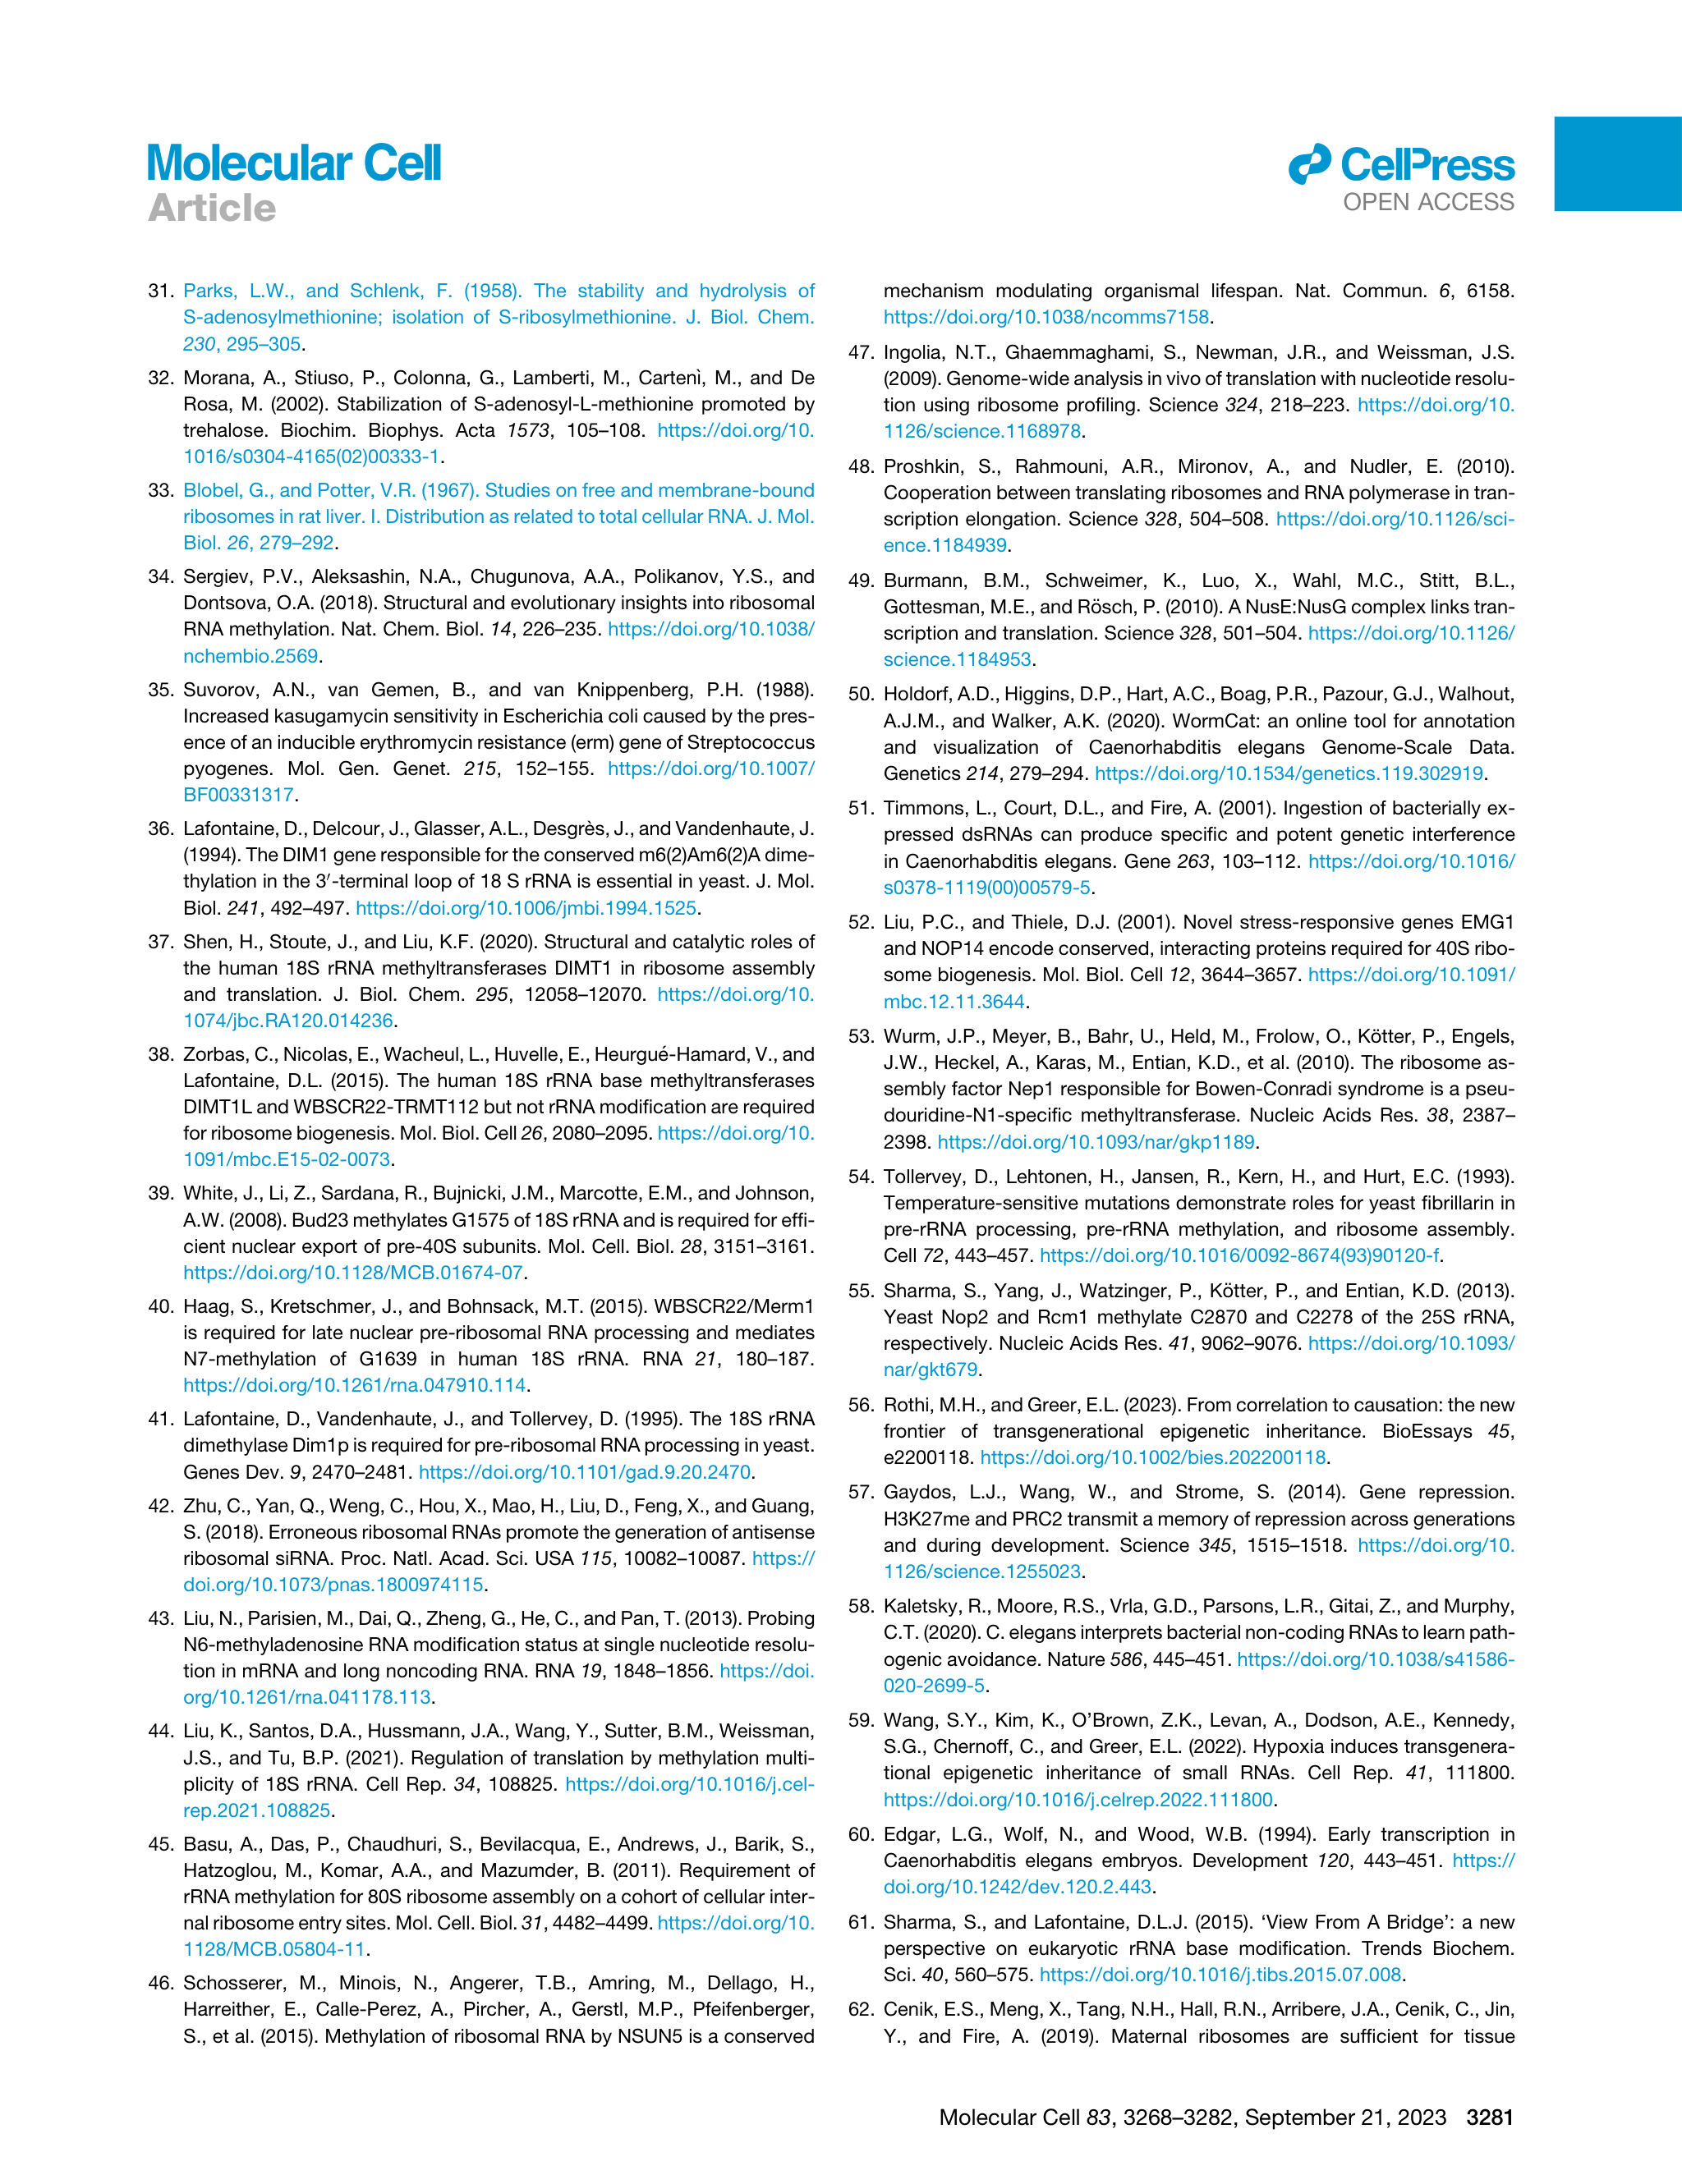 Molecular Cell
Article
CellPress
OPEN ACCESS
31. Parks, L.W., and Schlenk, F. (1958). The stability and hydrolysis of
S-adenosylmethionine; isolation of S-ribosylmethionine. J. Biol. Chem.
230, 295–305.
32. Morana, A., Stiuso, P., Colonna, G., Lamberti, M., Cartenì, M., and De
Rosa, M. (2002). Stabilization of S-adenosyl-L-methionine promoted by
trehalose. Biochim. Biophys. Acta 1573, 105–108. https://doi.org/10.
1016/s0304-4165(02)00333-1.
33. Blobel, G., and Potter, V.R. (1967). Studies on free and membrane-bound
ribosomes in rat liver. I. Distribution as related to total cellular RNA. J. Mol.
Biol. 26, 279–292.
34. Sergiev, P.V., Aleksashin, N.A., Chugunova, A.A., Polikanov, Y.S., and
Dontsova, O.A. (2018). Structural and evolutionary insights into ribosomal
RNA methylation. Nat. Chem. Biol. 14, 226–235. https://doi.org/10.1038/
nchembio.2569.
35. Suvorov, A.N., van Gemen, B., and van Knippenberg, P.H. (1988).
Increased kasugamycin sensitivity in Escherichia coli caused by the pres-
ence of an inducible erythromycin resistance (erm) gene of Streptococcus
pyogenes. Mol. Gen. Genet. 215, 152–155. https://doi.org/10.1007/
BF00331317.
36. Lafontaine, D., Delcour, J., Glasser, A.L., Desgrès, J., and Vandenhaute, J.
(1994). The DIM1 gene responsible for the conserved m6(2)Am6(2)A dime-
thylation in the 3′-terminal loop of 18 S rRNA is essential in yeast. J. Mol.
Biol. 241, 492–497. https://doi.org/10.1006/jmbi.1994.1525.
37. Shen, H., Stoute, J., and Liu, K.F. (2020). Structural and catalytic roles of
the human 18S rRNA methyltransferases DIMT1 in ribosome assembly
and translation. J. Biol. Chem. 295, 12058–12070. https://doi.org/10.
1074/jbc.RA120.014236.
38. Zorbas, C., Nicolas, E., Wacheul, L., Huvelle, E., Heurgué-Hamard, V., and
Lafontaine, D.L. (2015). The human 18S rRNA base methyltransferases
DIMT1L and WBSCR22-TRMT112 but not rRNA modification are required
for ribosome biogenesis. Mol. Biol. Cell 26, 2080–2095. https://doi.org/10.
1091/mbc.E15-02-0073.
39. White, J., Li, Z., Sardana, R., Bujnicki, J.M., Marcotte, E.M., and Johnson,
A.W. (2008). Bud23 methylates G1575 of 18S rRNA and is required for effi-
cient nuclear export of pre-40S subunits. Mol. Cell. Biol. 28, 3151–3161.
https://doi.org/10.1128/MCB.01674-07.
40. Haag, S., Kretschmer, J., and Bohnsack, M.T. (2015). WBSCR22/Merm1
is required for late nuclear pre-ribosomal RNA processing and mediates
N7-methylation of G1639 in human 18S rRNA. RNA 21, 180–187.
https://doi.org/10.1261/rna.047910.114.
41. Lafontaine, D., Vandenhaute, J., and Tollervey, D. (1995). The 18S rRNA
dimethylase Dim1p is required for pre-ribosomal RNA processing in yeast.
Genes Dev. 9, 2470–2481. https://doi.org/10.1101/gad.9.20.2470.
42. Zhu, C., Yan, Q., Weng, C., Hou, X., Mao, H., Liu, D., Feng, X., and Guang,
S. (2018). Erroneous ribosomal RNAs promote the generation of antisense
ribosomal siRNA. Proc. Natl. Acad. Sci. USA 115, 10082–10087. https://
doi.org/10.1073/pnas.1800974115.
43. Liu, N., Parisien, M., Dai, Q., Zheng, G., He, C., and Pan, T. (2013). Probing
N6-methyladenosine RNA modification status at single nucleotide resolu-
tion in mRNA and long noncoding RNA. RNA 19, 1848–1856. https://doi.
org/10.1261/rna.041178.113.
44. Liu, K., Santos, D.A., Hussmann, J.A., Wang, Y., Sutter, B.M., Weissman,
J.S., and Tu, B.P. (2021). Regulation of translation by methylation multi-
plicity of 18S rRNA. Cell Rep. 34, 108825. https://doi.org/10.1016/j.cel-
rep.2021.108825.
45. Basu, A., Das, P., Chaudhuri, S., Bevilacqua, E., Andrews, J., Barik, S.,
Hatzoglou, M., Komar, A.A., and Mazumder, B. (2011). Requirement of
rRNA methylation for 80S ribosome assembly on a cohort of cellular inter-
nal ribosome entry sites. Mol. Cell. Biol. 31, 4482–4499. https://doi.org/10.
1128/MCB.05804-11.
46. Schosserer, M., Minois, N., Angerer, T.B., Amring, M., Dellago, H.,
Harreither, E., Calle-Perez, A., Pircher, A., Gerstl, M.P., Pfeifenberger,
S., et al. (2015). Methylation of ribosomal RNA by NSUN5 is a conserved
mechanism modulating organismal lifespan. Nat. Commun. 6, 6158.
https://doi.org/10.1038/ncomms7158.
47. Ingolia, N.T., Ghaemmaghami, S., Newman, J.R., and Weissman, J.S.
(2009). Genome-wide analysis in vivo of translation with nucleotide resolu-
tion using ribosome profiling. Science 324, 218–223. https://doi.org/10.
1126/science.1168978.
48. Proshkin, S., Rahmouni, A.R., Mironov, A., and Nudler, E. (2010).
Cooperation between translating ribosomes and RNA polymerase in tran-
scription elongation. Science 328, 504–508. https://doi.org/10.1126/sci-
ence.1184939.
49. Burmann, B.M., Schweimer, K., Luo, X., Wahl, M.C., Stitt, B.L.,
Gottesman, M.E., and Rösch, P. (2010). A NusE:NusG complex links tran-
scription and translation. Science 328, 501–504. https://doi.org/10.1126/
science.1184953.
50. Holdorf, A.D., Higgins, D.P., Hart, A.C., Boag, P.R., Pazour, G.J., Walhout,
A.J.M., and Walker, A.K. (2020). WormCat: an online tool for annotation
and visualization of Caenorhabditis elegans Genome-Scale Data.
Genetics 214, 279–294. https://doi.org/10.1534/genetics.119.302919.
51. Timmons, L., Court, D.L., and Fire, A. (2001). Ingestion of bacterially ex-
pressed dsRNAs can produce specific and potent genetic interference
in Caenorhabditis elegans. Gene 263, 103–112. https://doi.org/10.1016/
s0378-1119(00)00579-5.
52. Liu, P.C., and Thiele, D.J. (2001). Novel stress-responsive genes EMG1
and NOP14 encode conserved, interacting proteins required for 40S ribo-
some biogenesis. Mol. Biol. Cell 12, 3644–3657. https://doi.org/10.1091/
mbc.12.11.3644.
53. Wurm, J.P., Meyer, B., Bahr, U., Held, M., Frolow, O., Kötter, P., Engels,
J.W., Heckel, A., Karas, M., Entian, K.D., et al. (2010). The ribosome as-
sembly factor Nep1 responsible for Bowen-Conradi syndrome is a pseu-
douridine-N1-specific methyltransferase. Nucleic Acids Res. 38, 2387–
2398. https://doi.org/10.1093/nar/gkp1189.
54. Tollervey, D., Lehtonen, H., Jansen, R., Kern, H., and Hurt, E.C. (1993).
Temperature-sensitive mutations demonstrate roles for yeast fibrillarin in
pre-rRNA processing, pre-rRNA methylation, and ribosome assembly.
Cell 72, 443–457. https://doi.org/10.1016/0092-8674(93)90120-f.
55. Sharma, S., Yang, J., Watzinger, P., Kötter, P., and Entian, K.D. (2013).
Yeast Nop2 and Rcm1 methylate C2870 and C2278 of the 25S rRNA,
respectively. Nucleic Acids Res. 41, 9062–9076. https://doi.org/10.1093/
nar/gkt679.
56. Rothi, M.H., and Greer, E.L. (2023). From correlation to causation: the new
frontier of transgenerational epigenetic inheritance. BioEssays 45,
e2200118. https://doi.org/10.1002/bies.202200118.
57. Gaydos, L.J., Wang, W., and Strome, S. (2014). Gene repression.
H3K27me and PRC2 transmit a memory of repression across generations
and during development. Science 345, 1515–1518. https://doi.org/10.
1126/science.1255023.
58. Kaletsky, R., Moore, R.S., Vrla, G.D., Parsons, L.R., Gitai, Z., and Murphy,
C.T. (2020). C. elegans interprets bacterial non-coding RNAs to learn path-
ogenic avoidance. Nature 586, 445–451. https://doi.org/10.1038/s41586-
020-2699-5.
59. Wang, S.Y., Kim, K., O’Brown, Z.K., Levan, A., Dodson, A.E., Kennedy,
S.G., Chernoff, C., and Greer, E.L. (2022). Hypoxia induces transgenera-
tional epigenetic inheritance of small RNAs. Cell Rep. 41, 111800.
https://doi.org/10.1016/j.celrep.2022.111800.
60. Edgar, L.G., Wolf, N., and Wood, W.B. (1994). Early transcription in
Caenorhabditis elegans embryos. Development 120, 443–451. https://
doi.org/10.1242/dev.120.2.443.
61. Sharma, S., and Lafontaine, D.L.J. (2015). ‘View From A Bridge’: a new
perspective on eukaryotic rRNA base modification. Trends Biochem.
Sci. 40, 560–575. https://doi.org/10.1016/j.tibs.2015.07.008.
62. Cenik, E.S., Meng, X., Tang, N.H., Hall, R.N., Arribere, J.A., Cenik, C., Jin,
Y., and Fire, A. (2019). Maternal ribosomes are sufficient for tissue
Molecular Cell 83, 3268–3282, September 21, 2023 3281